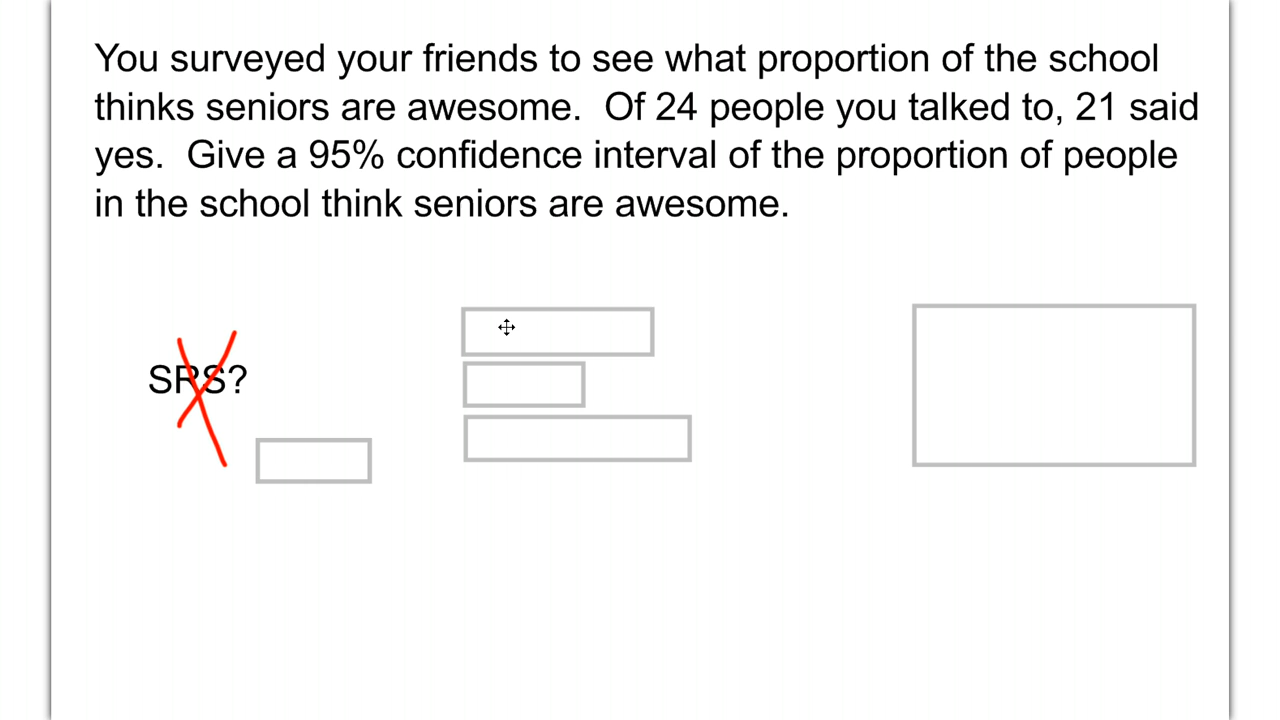 You surveyed your friends to see what proportion of the school
thinks seniors are awesome.  Of 24 people you talked to, 21 said
yes.  Give a 95% confidence interval of the proportion of people
in the school think seniors are awesome.
SRS?